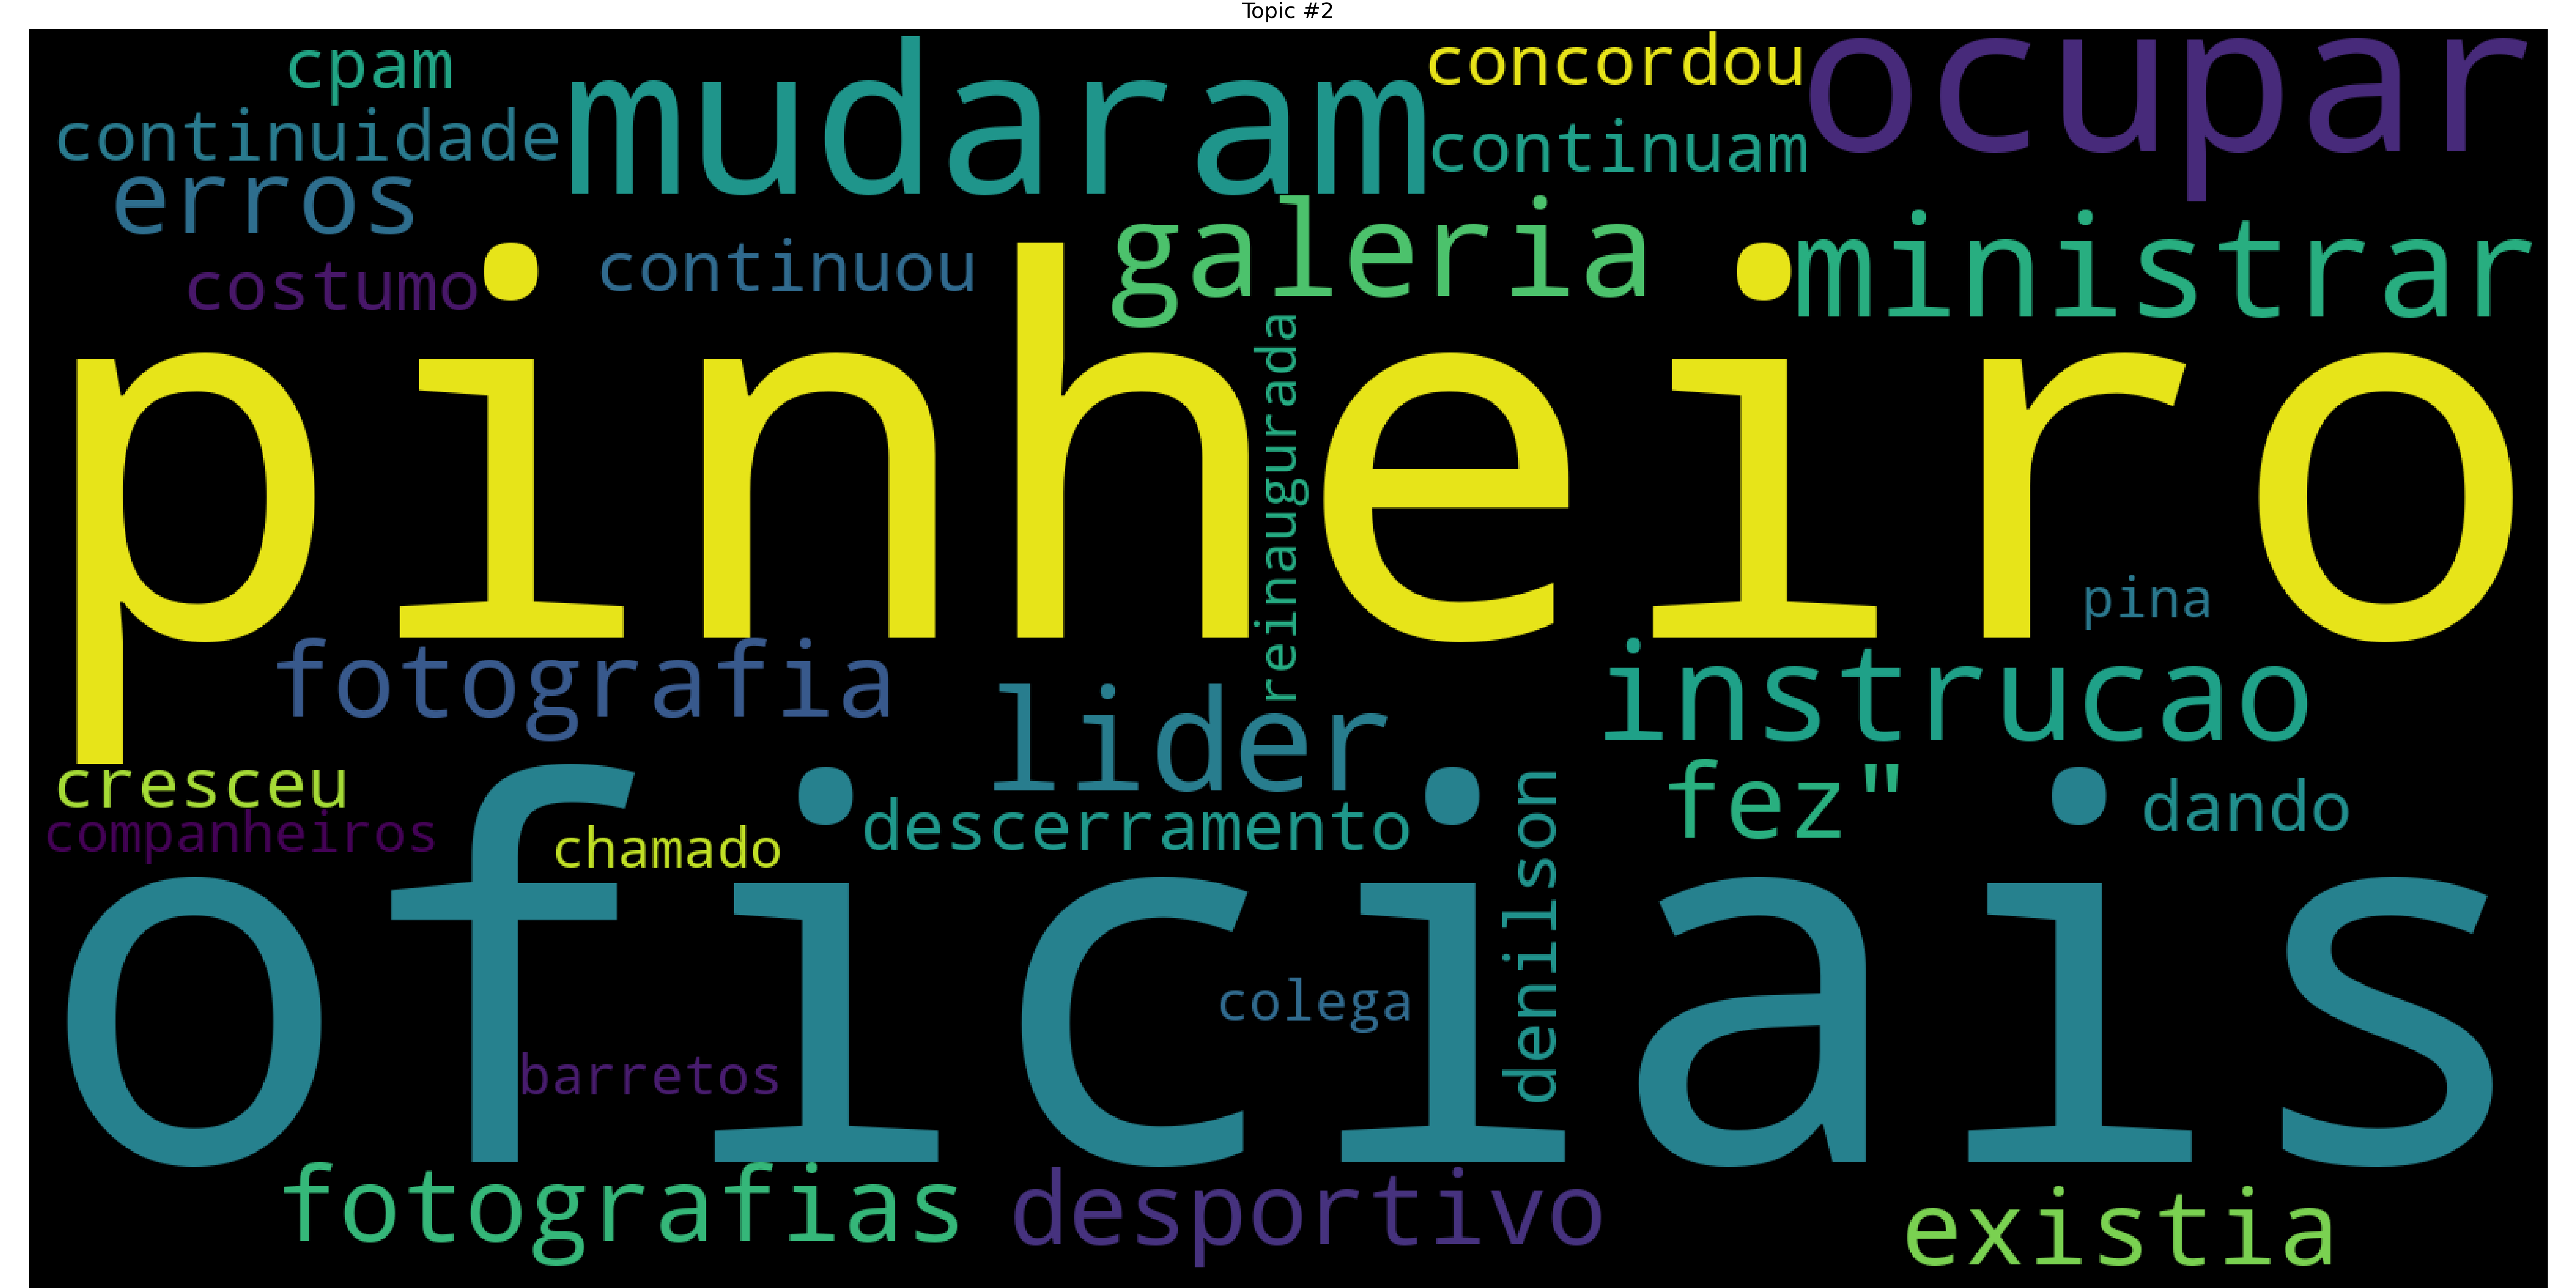 Topic #2
cpam
mudaram
concordou
ocupar
continuidade
continuam
erros
galeria
ministrar
costumo
continuou
pinheiro
reinaugurada
pina
fotografia
lider
instrucao
cresceu
fez"
dando
companheiros
chamado
descerramento
denilson
oficiais
colega
barretos
fotografias
desportivo
existia